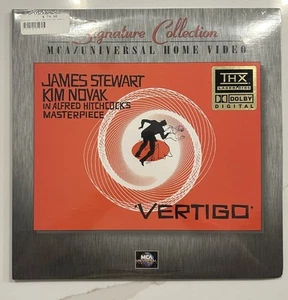 Signature Collection
MCA/UNIVERSAL HOME VIDEO
JAMES STEWART
KIM NOVAK
IN ALFRED HITCHCOCK'S
MASTERPIECE
THX
DOLBY
DIGITAL
'VERTIGO'
MCA